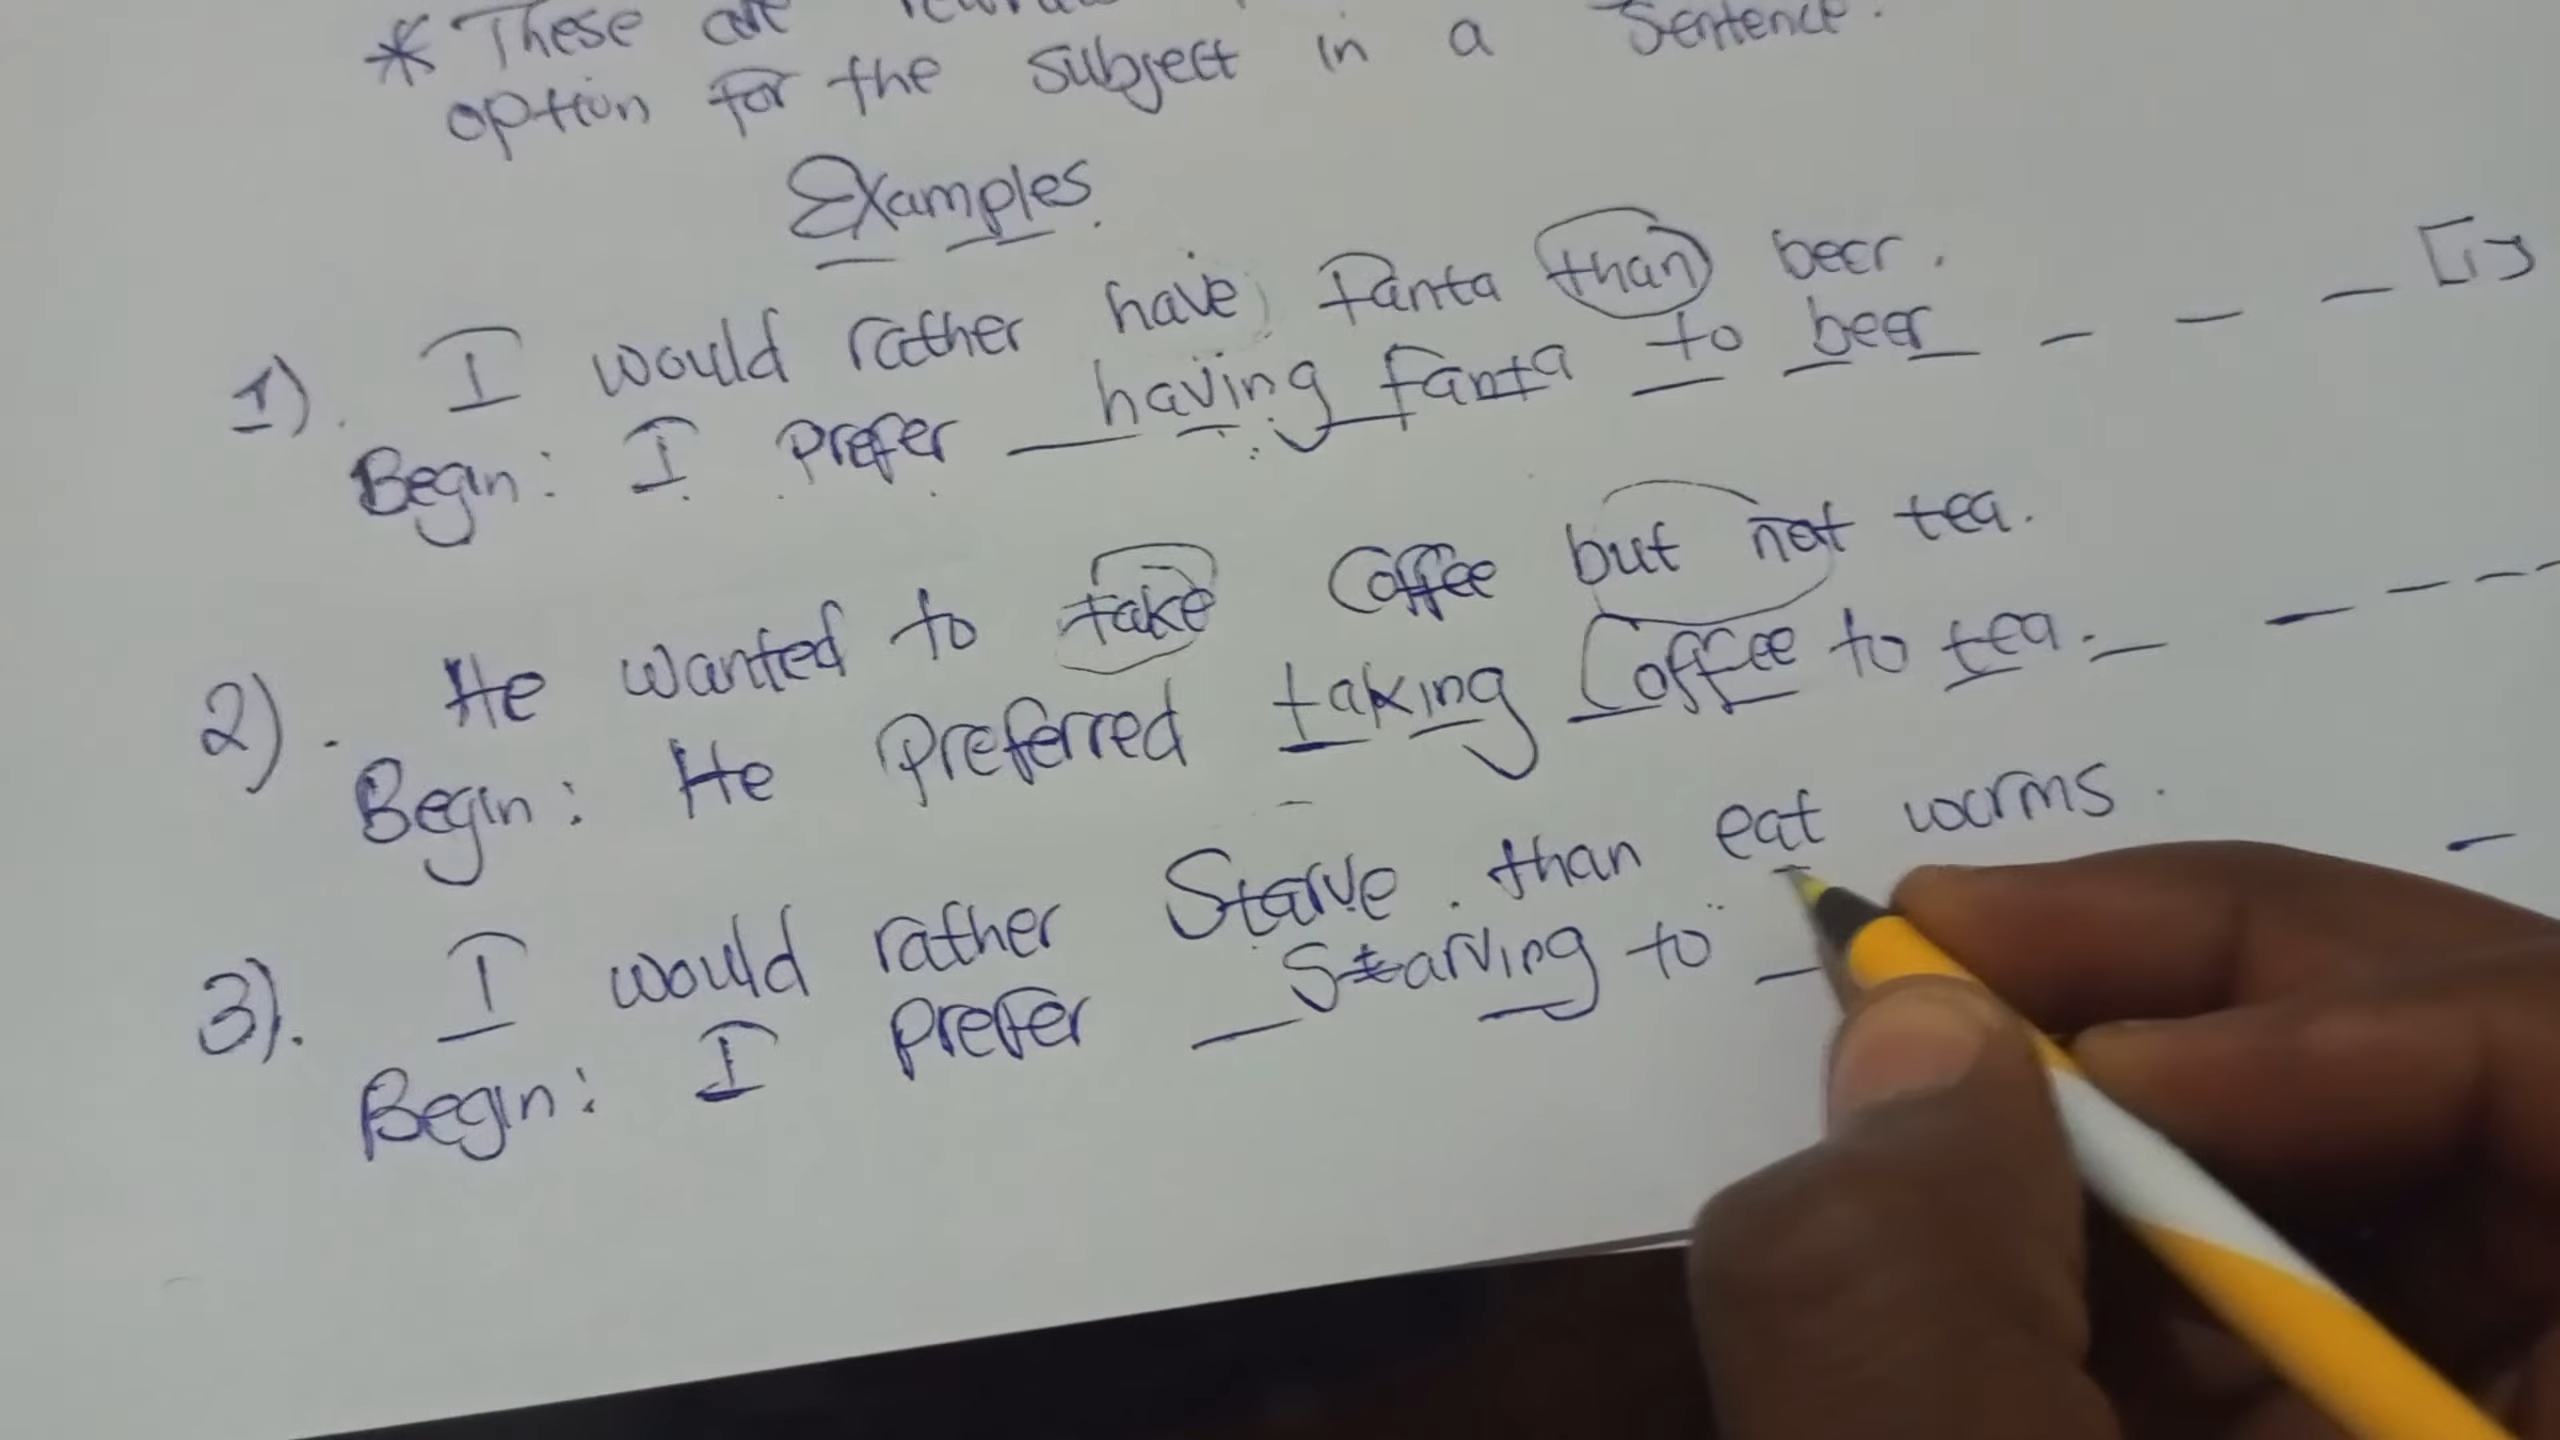 * These are
option for the subject in a Sentence.
Examples.
1). I would rather have Fanta than beer.
Begin: I prefer having fanta to beer [1]
2). He wanted to take Coffee but not tea.
Begin: He Preferred taking Coffee to tea.
3). I would rather Starve than eat worms.
Begin: I prefer Starving to